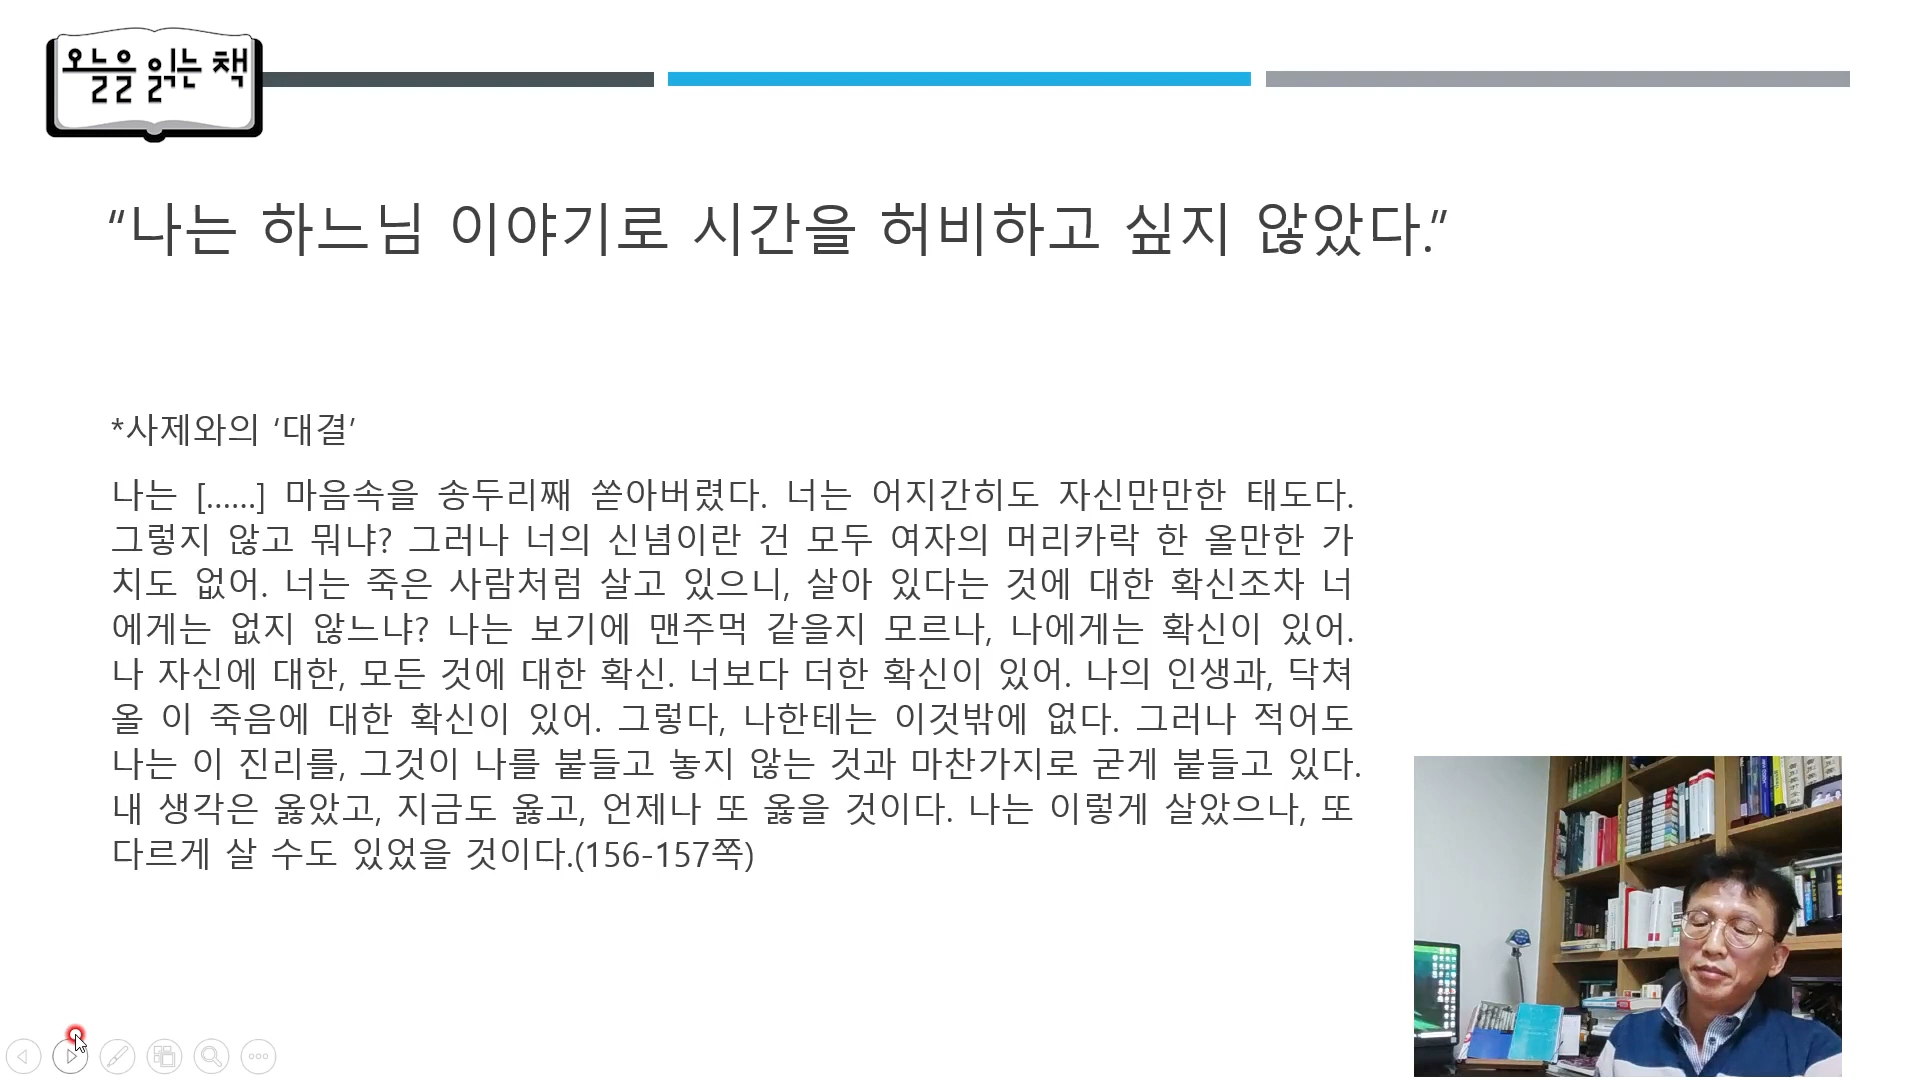 오늘을 읽는 책
“나는 하느님 이야기로 시간을 허비하고 싶지 않았다.”
*사제와의 ‘대결’
나는 [......] 마음속을 송두리째 쏟아버렸다. 너는 어지간히도 자신만만한 태도다.
그렇지 않고 뭐냐? 그러나 너의 신념이란 건 모두 여자의 머리카락 한 올만한 가
치도 없어. 너는 죽은 사람처럼 살고 있으니, 살아 있다는 것에 대한 확신조차 너
에게는 없지 않느냐? 나는 보기에 맨주먹 같을지 모르나, 나에게는 확신이 있어.
나 자신에 대한, 모든 것에 대한 확신. 너보다 더한 확신이 있어. 나의 인생과, 닥쳐
올 이 죽음에 대한 확신이 있어. 그렇다, 나한테는 이것밖에 없다. 그러나 적어도
나는 이 진리를, 그것이 나를 붙들고 놓지 않는 것과 마찬가지로 굳게 붙들고 있다.
내 생각은 옳았고, 지금도 옳고, 언제나 또 옳을 것이다. 나는 이렇게 살았으나, 또
다르게 살 수도 있었을 것이다.(156-157쪽)